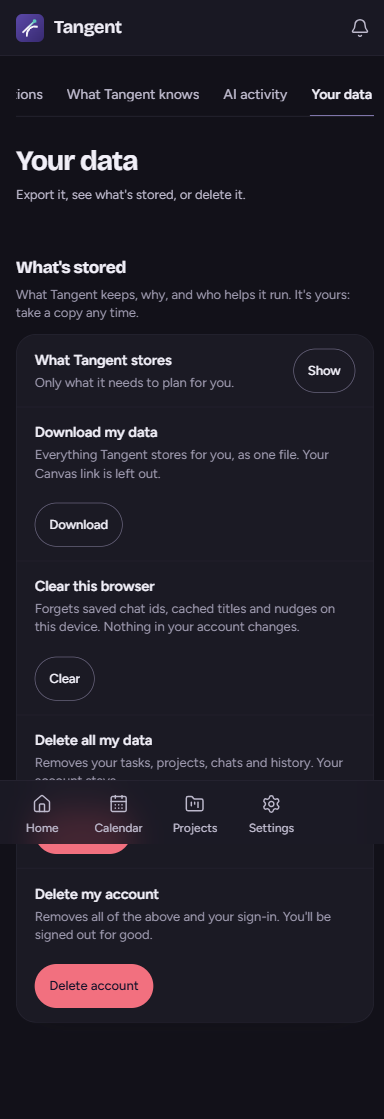 Tangent
ions What Tangent knows AI activity Your data
Your data
Export it, see what's stored, or delete it.
What's stored
What Tangent keeps, why, and who helps it run. It's yours:
take a copy any time.
What Tangent stores
Only what it needs to plan for you.
Show
Download my data
Everything Tangent stores for you, as one file. Your
Canvas link is left out.
Download
Clear this browser
Forgets saved chat ids, cached titles and nudges on
this device. Nothing in your account changes.
Clear
Delete all my data
Removes your tasks, projects, chats and history. Your
account stays.
Home Calendar Projects Settings
Delete my account
Removes all of the above and your sign-in. You'll be
signed out for good.
Delete account